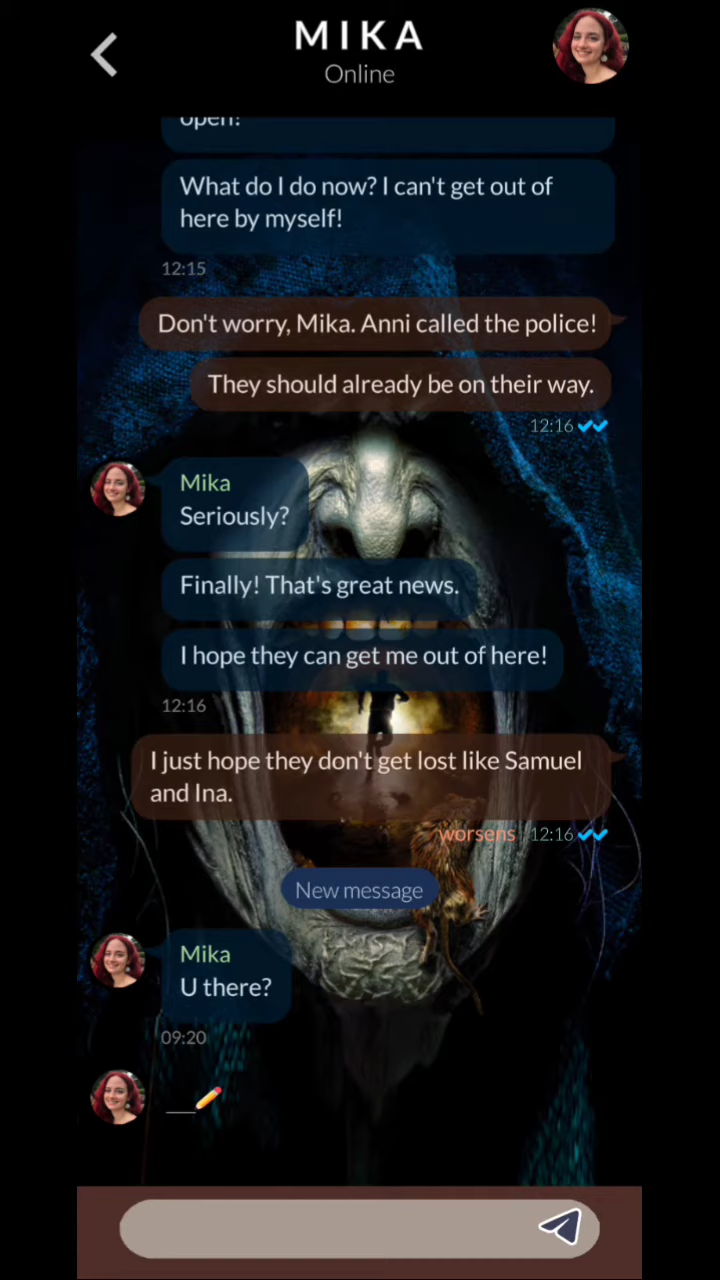 MIKA
Online
open!
What do I do now? I can't get out of
here by myself!
12:15
Don't worry, Mika. Anni called the police!
They should already be on their way.
12:16
Mika
Seriously?
Finally! That's great news.
I hope they can get me out of here!
12:16
I just hope they don't get lost like Samuel
and Ina.
worsens | 12:16
New message
Mika
U there?
09:20